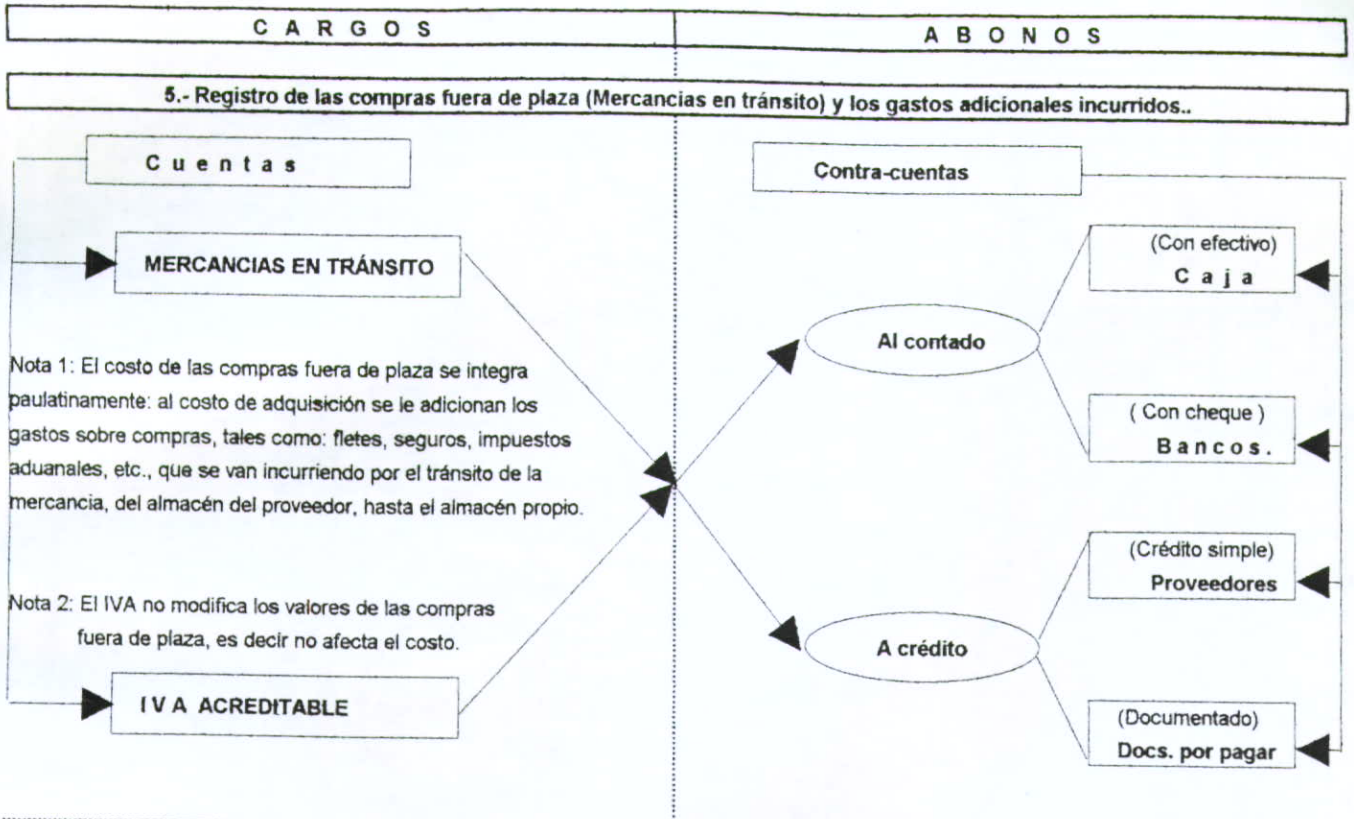 C A R G O S
A B O N O S
5.- Registro de las compras fuera de plaza (Mercancias en tránsito) y los gastos adicionales incurridos..
C u e n t a s
Contra-cuentas
MERCANCIAS EN TRÁNSITO
(Con efectivo)
C a j a
Al contado
Nota 1: El costo de las compras fuera de plaza se integra
paulatinamente: al costo de adquisición se le adicionan los
gastos sobre compras, tales como: fletes, seguros, impuestos
aduanales, etc., que se van incurriendo por el tránsito de la
mercancia, del almacén del proveedor, hasta el almacén propio.
( Con cheque )
B a n c o s .
(Crédito simple)
Proveedores
Nota 2: El IVA no modifica los valores de las compras
fuera de plaza, es decir no afecta el costo.
A crédito
I V A ACREDITABLE
(Documentado)
Docs. por pagar